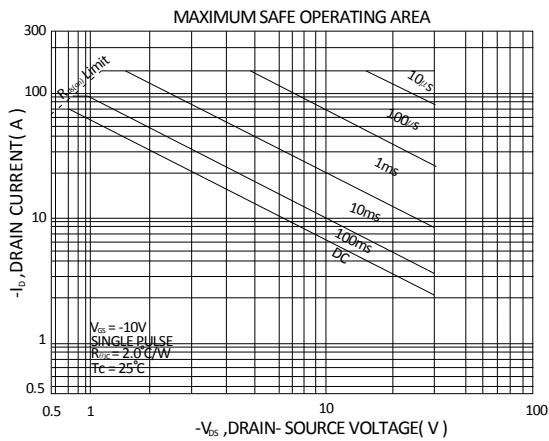 MAXIMUM SAFE OPERATING AREA
300
100
10
1
0.5
-I_D ,DRAIN CURRENT( A )
R_DS(on) Limit
10μs
100μs
1ms
10ms
100ms
DC
V_GS = -10V
SINGLE PULSE
R_θJC = 2.0°C/W
Tc = 25°C
0.5
1
10
100
-V_DS ,DRAIN- SOURCE VOLTAGE( V )